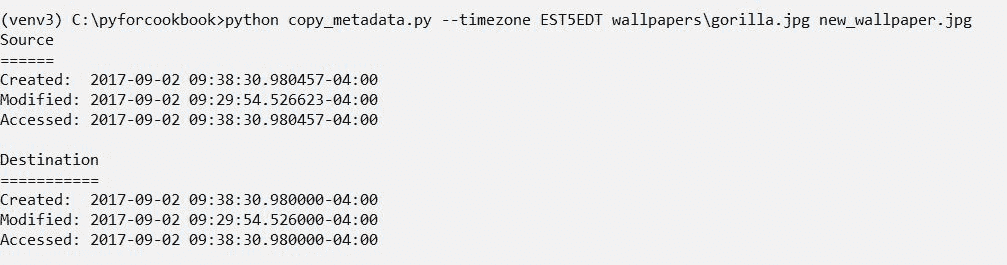 (venv3) C:\pyforcookbook>python copy_metadata.py --timezone EST5EDT wallpapers\gorilla.jpg new_wallpaper.jpg
Source
======
Created:  2017-09-02 09:38:30.980457-04:00
Modified: 2017-09-02 09:29:54.526623-04:00
Accessed: 2017-09-02 09:38:30.980457-04:00
Destination
===========
Created:  2017-09-02 09:38:30.980000-04:00
Modified: 2017-09-02 09:29:54.526000-04:00
Accessed: 2017-09-02 09:38:30.980000-04:00